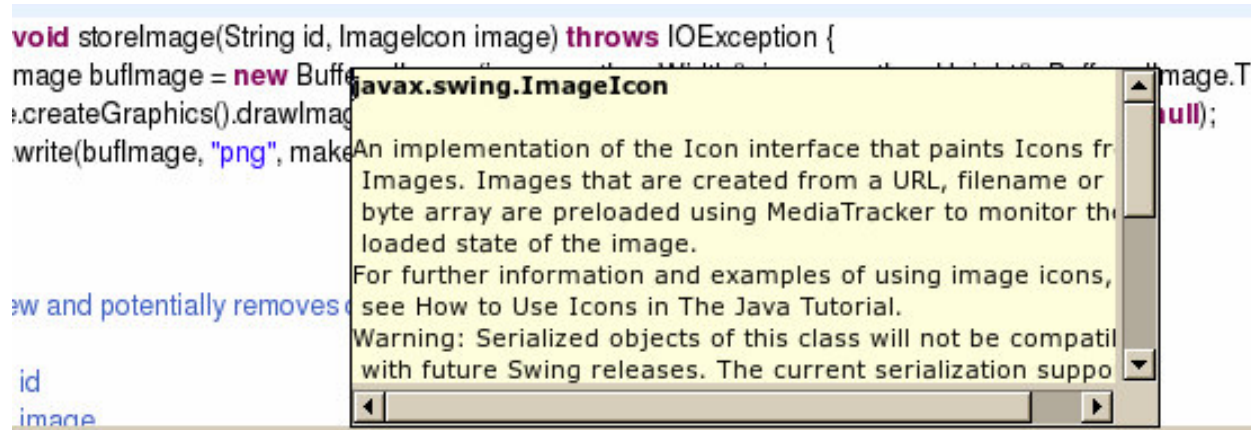 void storeImage(String id, ImageIcon image) throws IOException {
mage bufImage = new Buffe mage.T
.createGraphics().drawImag ull);
.write(bufImage, "png", make
javax.swing.ImageIcon
An implementation of the Icon interface that paints Icons fr
Images. Images that are created from a URL, filename or
byte array are preloaded using MediaTracker to monitor the
loaded state of the image.
For further information and examples of using image icons,
see How to Use Icons in The Java Tutorial.
Warning: Serialized objects of this class will not be compatil
with future Swing releases. The current serialization suppo
ew and potentially removes
id
image